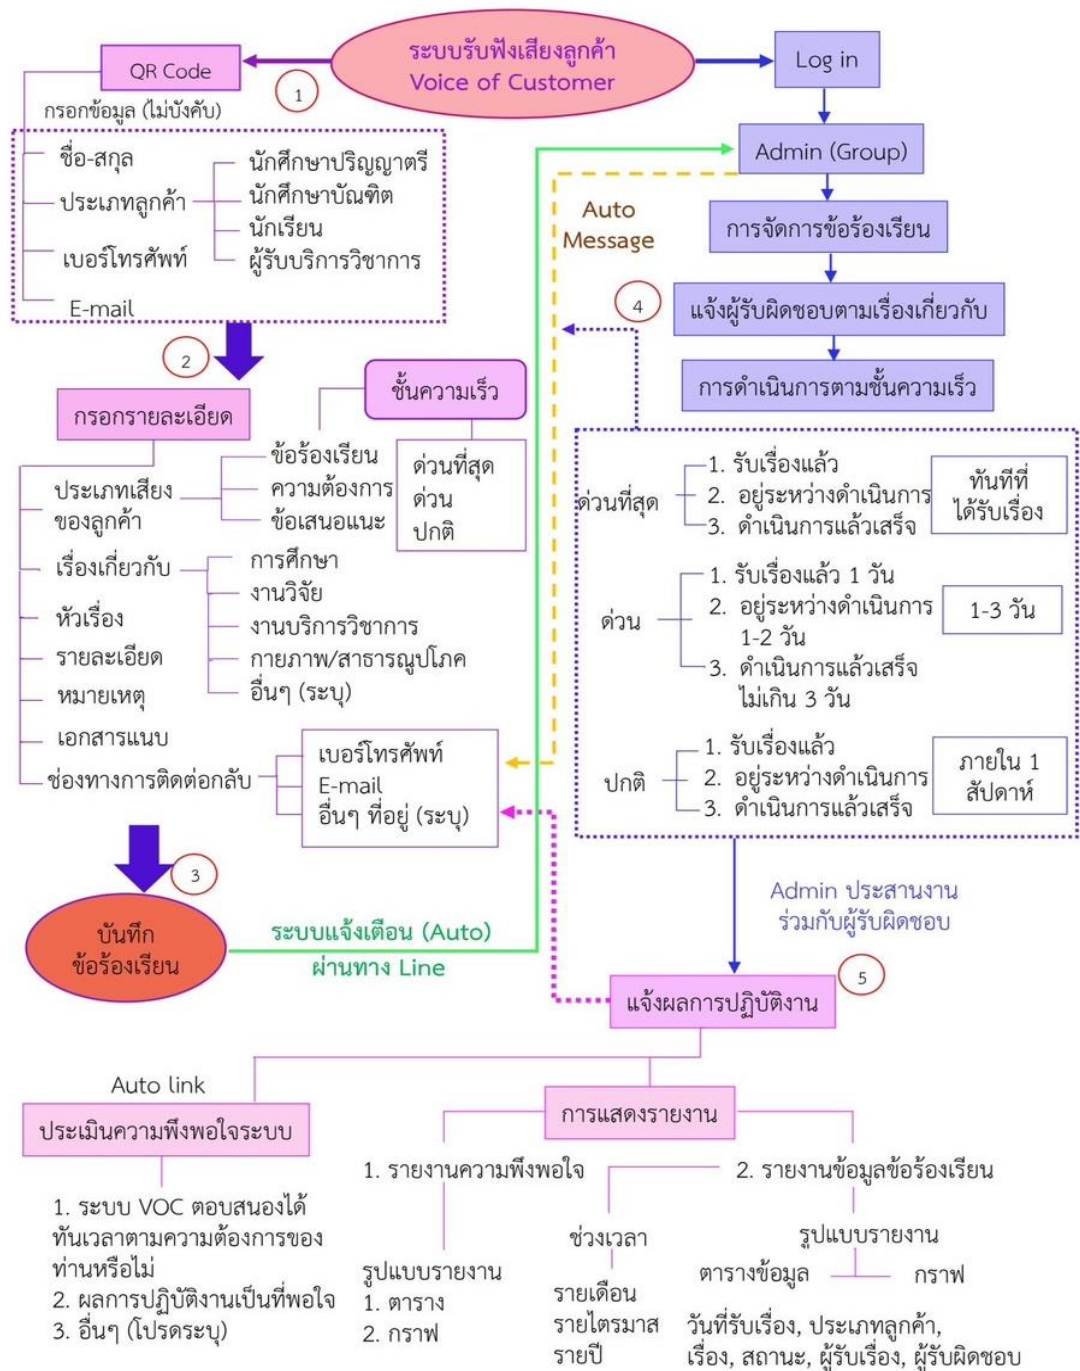 ระบบรับฟังเสียงลูกค้า
Voice of Customer
QR Code
1
Log in
กรอกข้อมูล (ไม่บังคับ)
ชื่อ-สกุล
ประเภทลูกค้า
เบอร์โทรศัพท์
E-mail
นักศึกษาปริญญาตรี
นักศึกษาบัณฑิต
นักเรียน
ผู้รับบริการวิชาการ
Admin (Group)
Auto
Message
การจัดการข้อร้องเรียน
4
แจ้งผู้รับผิดชอบตามเรื่องเกี่ยวกับ
การดำเนินการตามชั้นความเร็ว
2
กรอกรายละเอียด
ชั้นความเร็ว
ด่วนที่สุด
ด่วน
ปกติ
ประเภทเสียง
ของลูกค้า
ข้อร้องเรียน
ความต้องการ
ข้อเสนอแนะ
เรื่องเกี่ยวกับ
การศึกษา
งานวิจัย
งานบริการวิชาการ
กายภาพ/สาธารณูปโภค
อื่นๆ (ระบุ)
หัวเรื่อง
รายละเอียด
หมายเหตุ
เอกสารแนบ
ช่องทางการติดต่อกลับ
เบอร์โทรศัพท์
E-mail
อื่นๆ ที่อยู่ (ระบุ)
ด่วนที่สุด
1. รับเรื่องแล้ว
2. อยู่ระหว่างดำเนินการ
3. ดำเนินการแล้วเสร็จ
ทันทีที่
ได้รับเรื่อง
ด่วน
1. รับเรื่องแล้ว 1 วัน
2. อยู่ระหว่างดำเนินการ
1-2 วัน
3. ดำเนินการแล้วเสร็จ
ไม่เกิน 3 วัน
1-3 วัน
ปกติ
1. รับเรื่องแล้ว
2. อยู่ระหว่างดำเนินการ
3. ดำเนินการแล้วเสร็จ
ภายใน 1
สัปดาห์
3
บันทึก
ข้อร้องเรียน
ระบบแจ้งเตือน (Auto)
ผ่านทาง Line
Admin ประสานงาน
ร่วมกับผู้รับผิดชอบ
5
แจ้งผลการปฏิบัติงาน
Auto link
ประเมินความพึงพอใจระบบ
1. ระบบ VOC ตอบสนองได้
ทันเวลาตามความต้องการของ
ท่านหรือไม่
2. ผลการปฏิบัติงานเป็นที่พอใจ
3. อื่นๆ (โปรดระบุ)
การแสดงรายงาน
1. รายงานความพึงพอใจ
รูปแบบรายงาน
1. ตาราง
2. กราฟ
2. รายงานข้อมูลข้อร้องเรียน
ช่วงเวลา
รายเดือน
รายไตรมาส
รายปี
รูปแบบรายงาน
ตารางข้อมูล
กราฟ
วันที่รับเรื่อง, ประเภทลูกค้า,
เรื่อง, สถานะ, ผู้รับเรื่อง, ผู้รับผิดชอบ